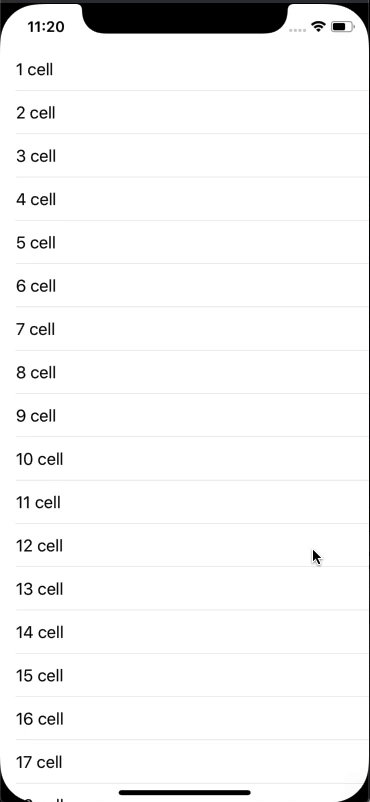 11:20
1 cell
2 cell
3 cell
4 cell
5 cell
6 cell
7 cell
8 cell
9 cell
10 cell
11 cell
12 cell
13 cell
14 cell
15 cell
16 cell
17 cell